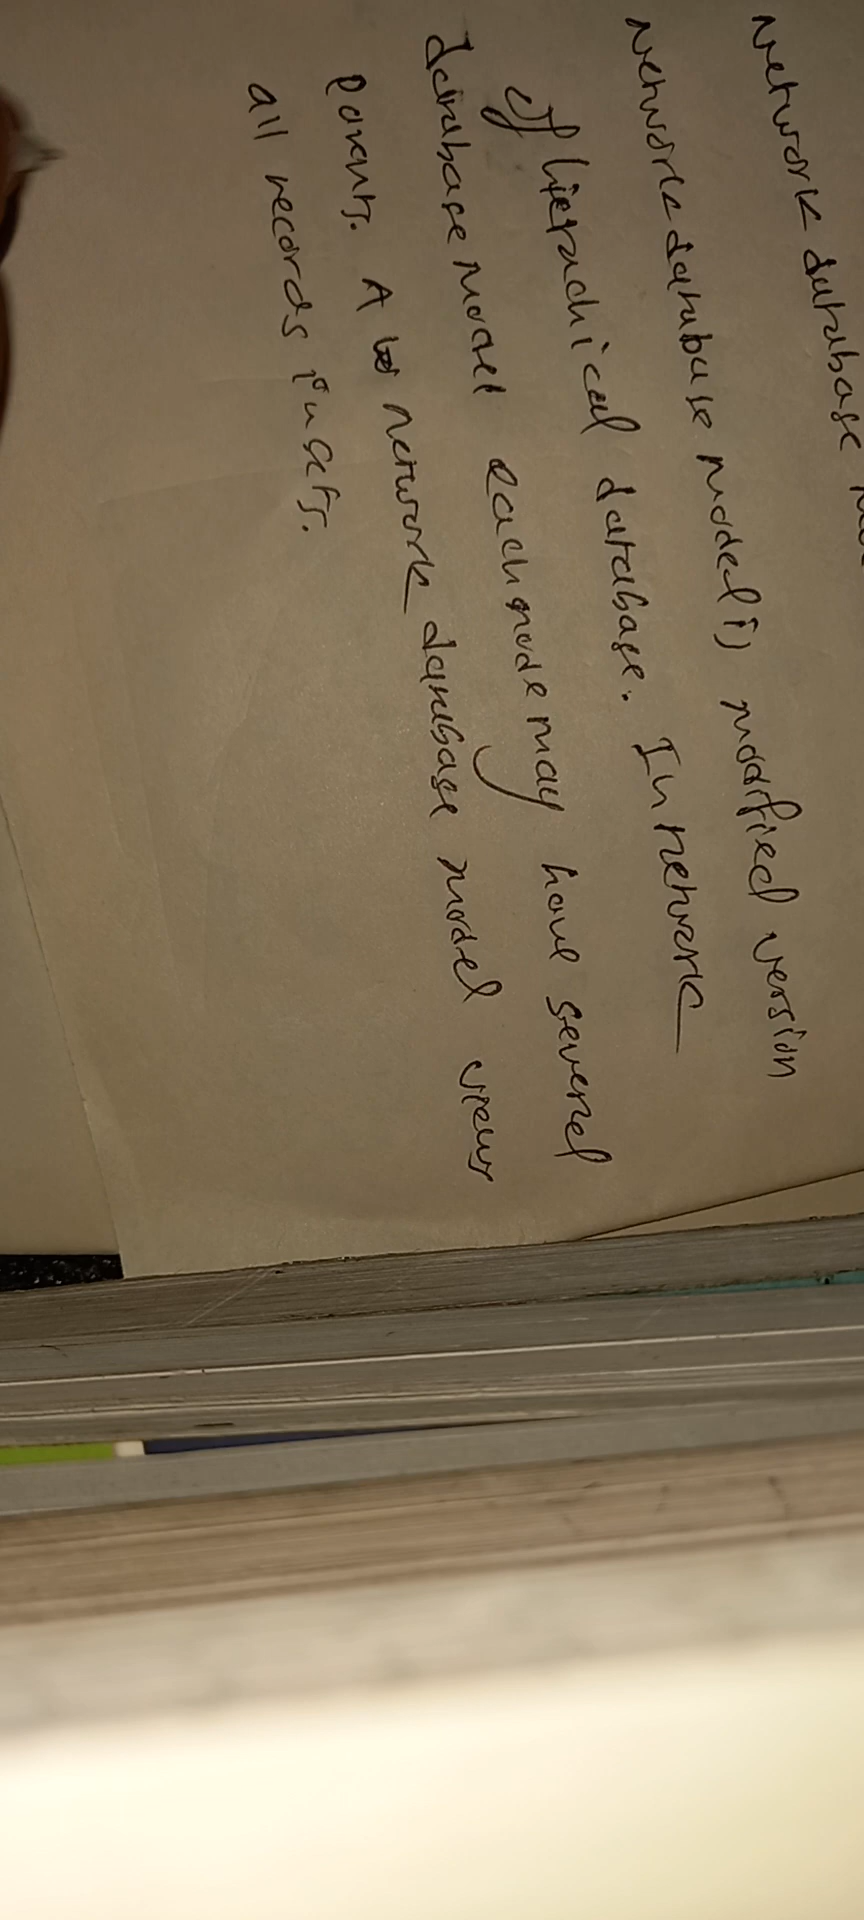 Network database
Network database model is modified version
of hierachical database. In network
database model each node may have several
parents. A network database model views
all records in sets.